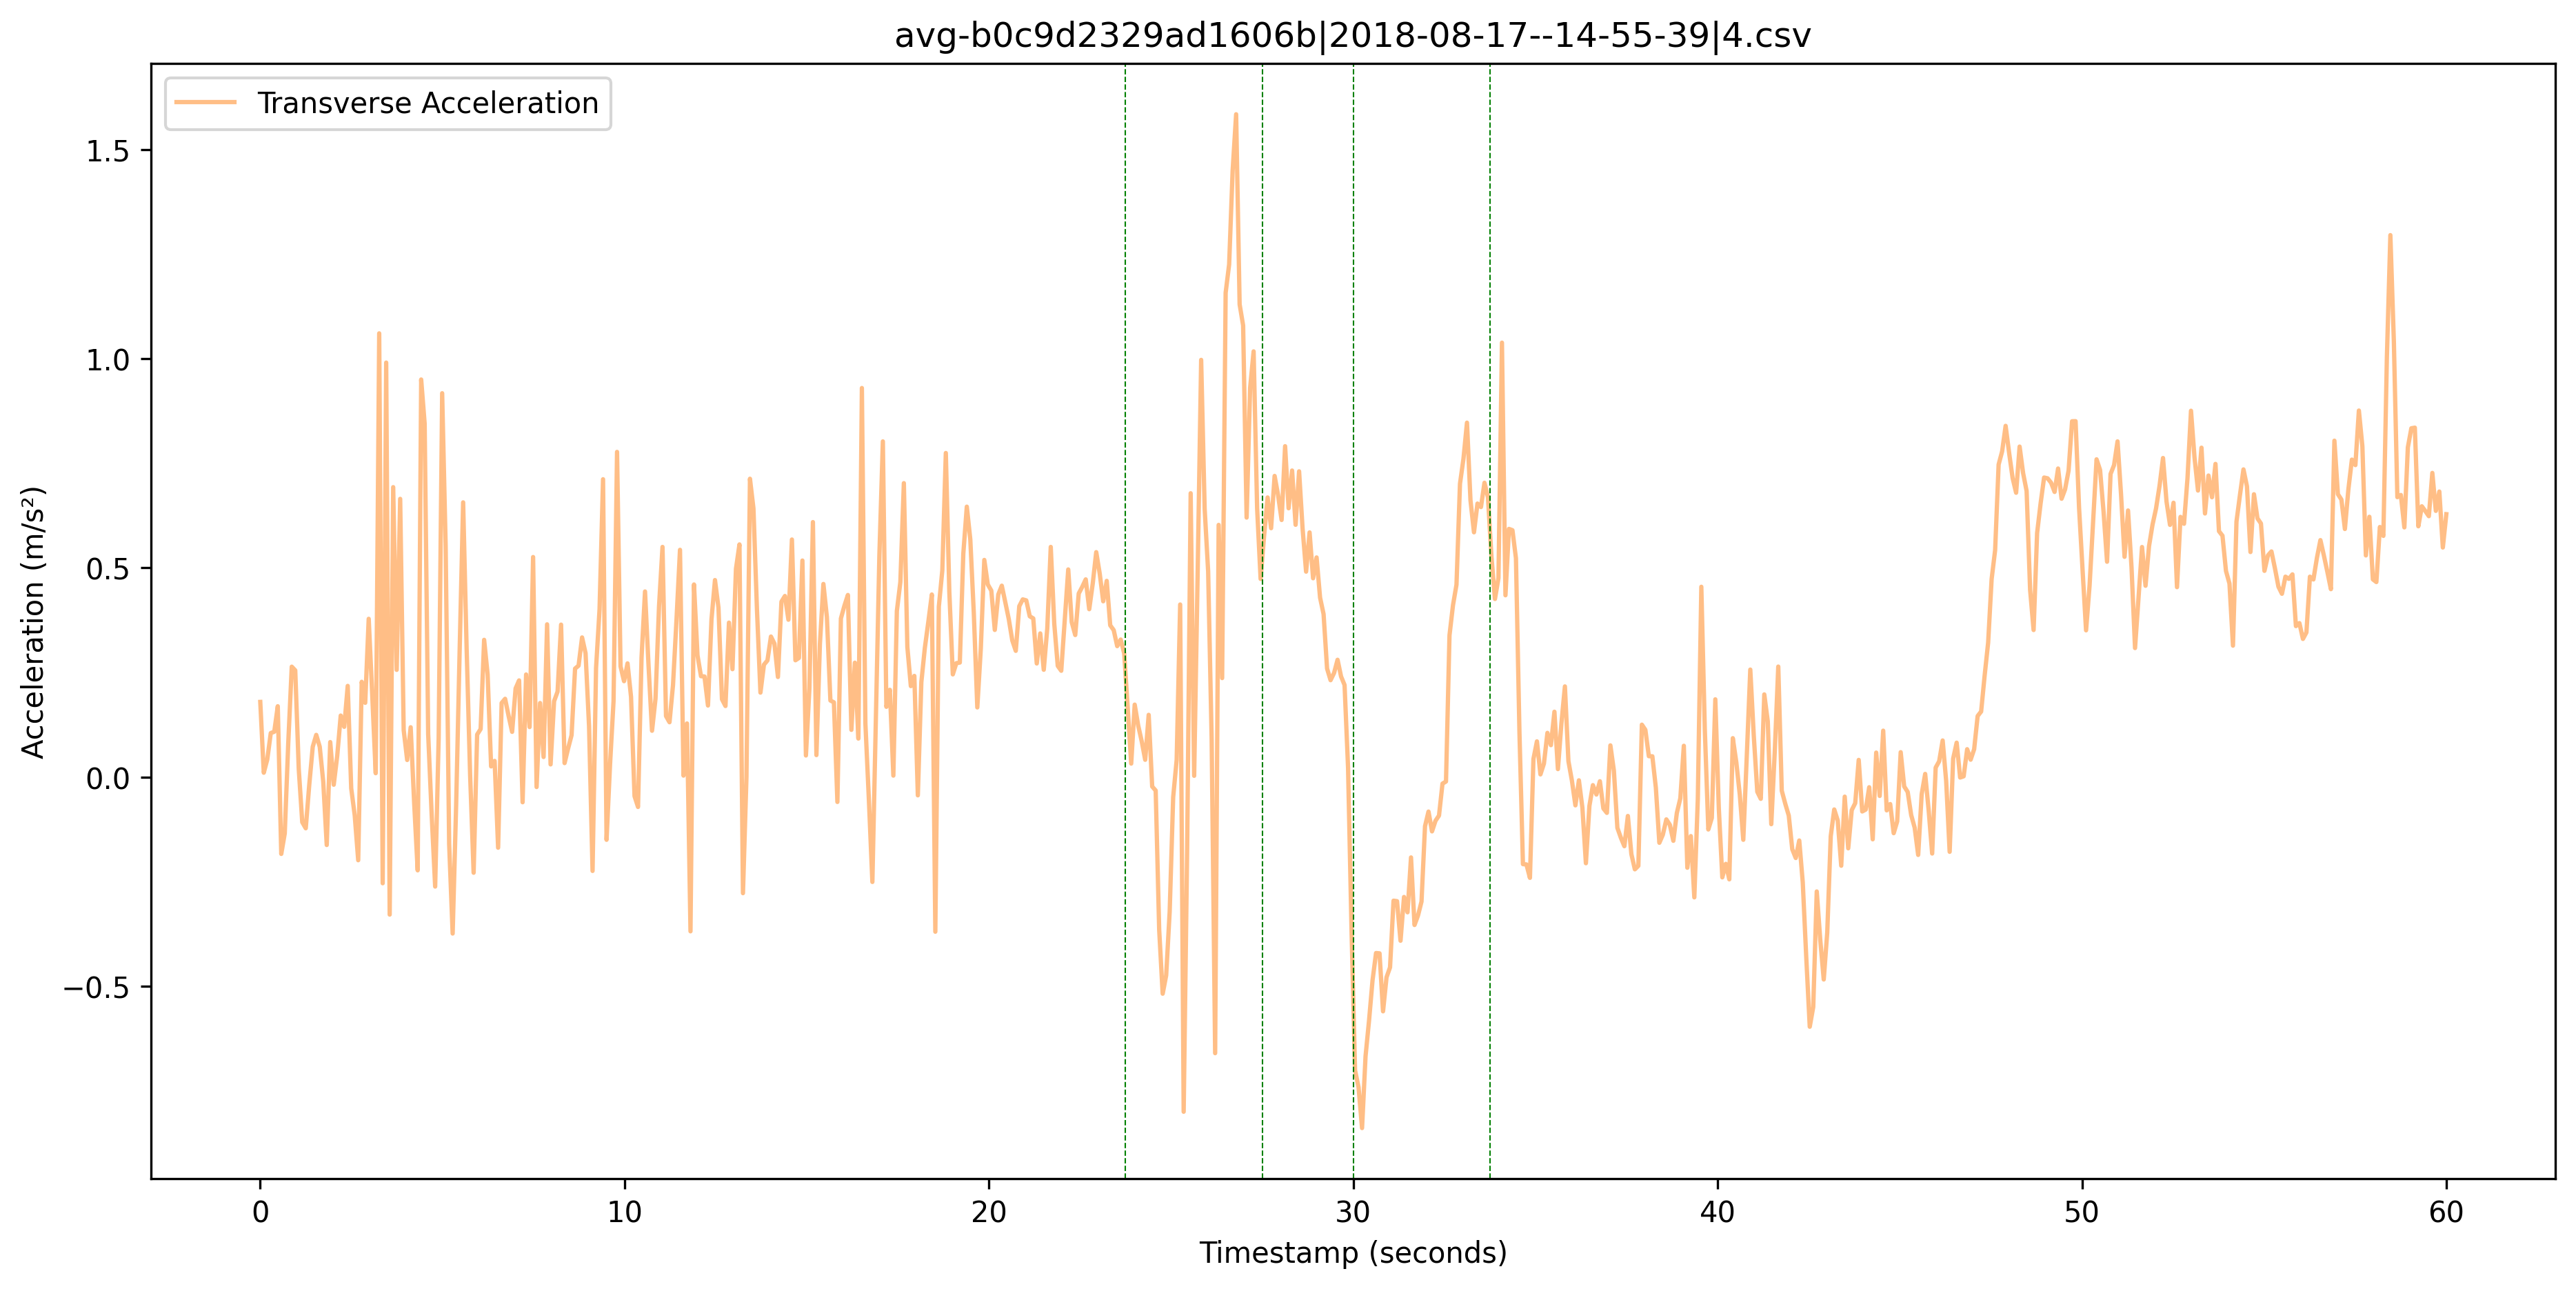 avg-b0c9d2329ad1606b|2018-08-17--14-55-39|4.csv
Transverse Acceleration
Acceleration (m/s²)
1.5
1.0
0.5
0.0
−0.5
0 10 20 30 40 50 60
Timestamp (seconds)